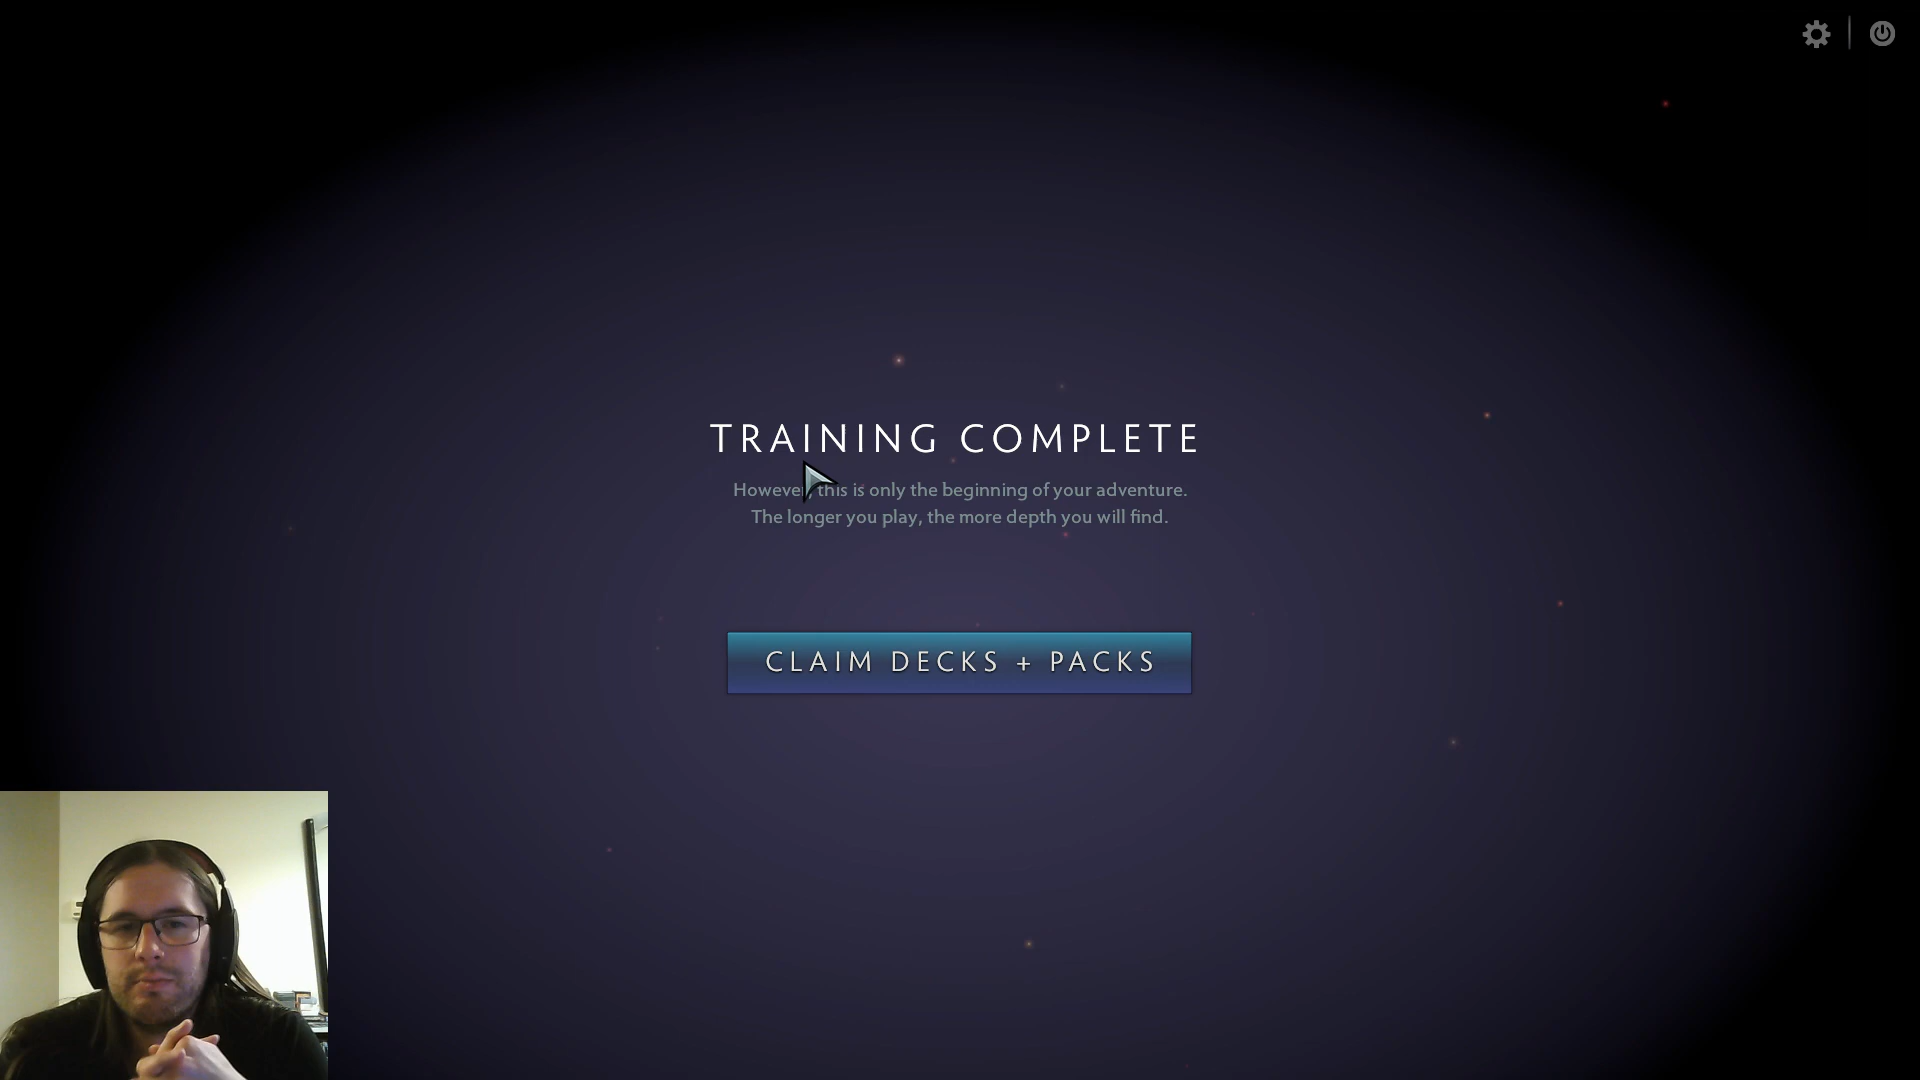 TRAINING COMPLETE
However, this is only the beginning of your adventure.
The longer you play, the more depth you will find.
CLAIM DECKS + PACKS